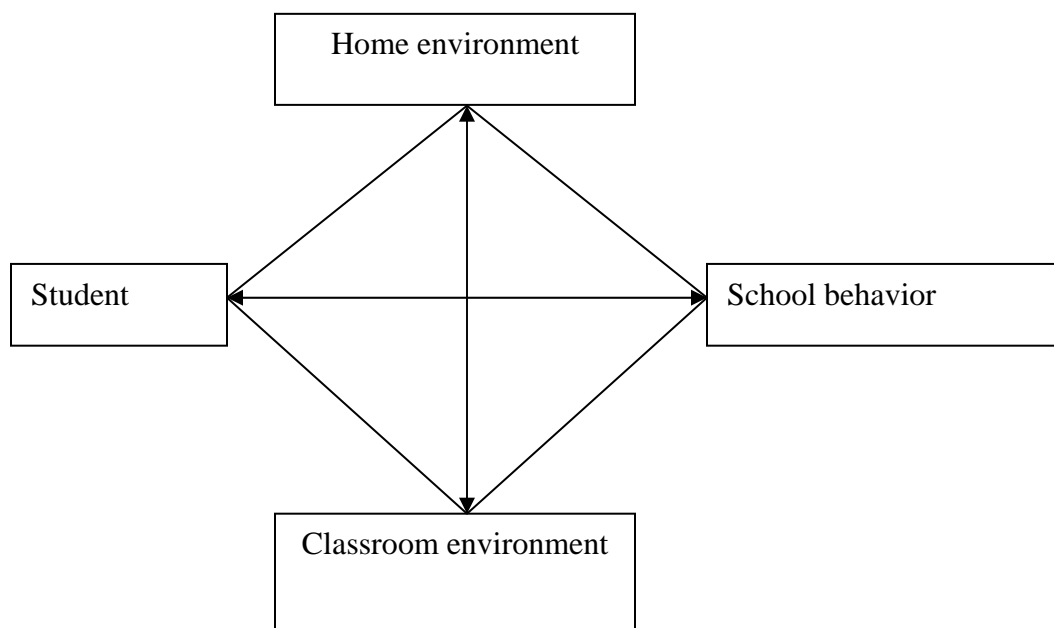 Home environment
Student
School behavior
Classroom environment